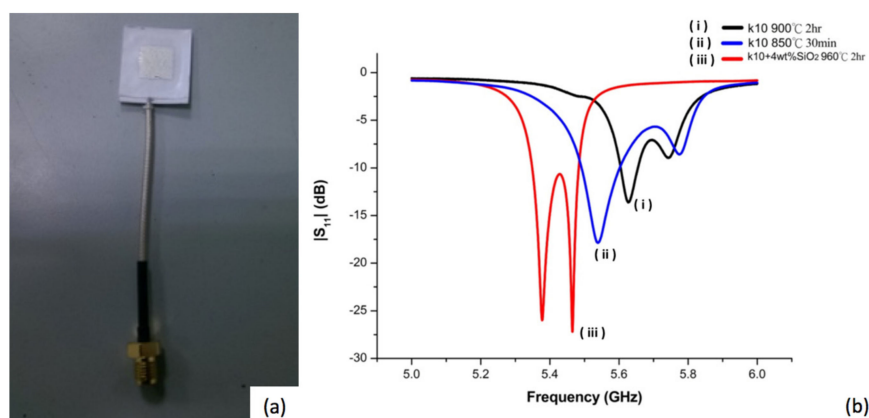 (a)
( i ) k10 900℃ 2hr
( ii ) k10 850℃ 30min
( iii ) k10+4wt%SiO₂ 960℃ 2hr
0
-5
-10
-15
-20
-25
-30
|S₁₁| (dB)
( i )
( ii )
( iii )
5.0 5.2 5.4 5.6 5.8 6.0
Frequency (GHz)
(b)